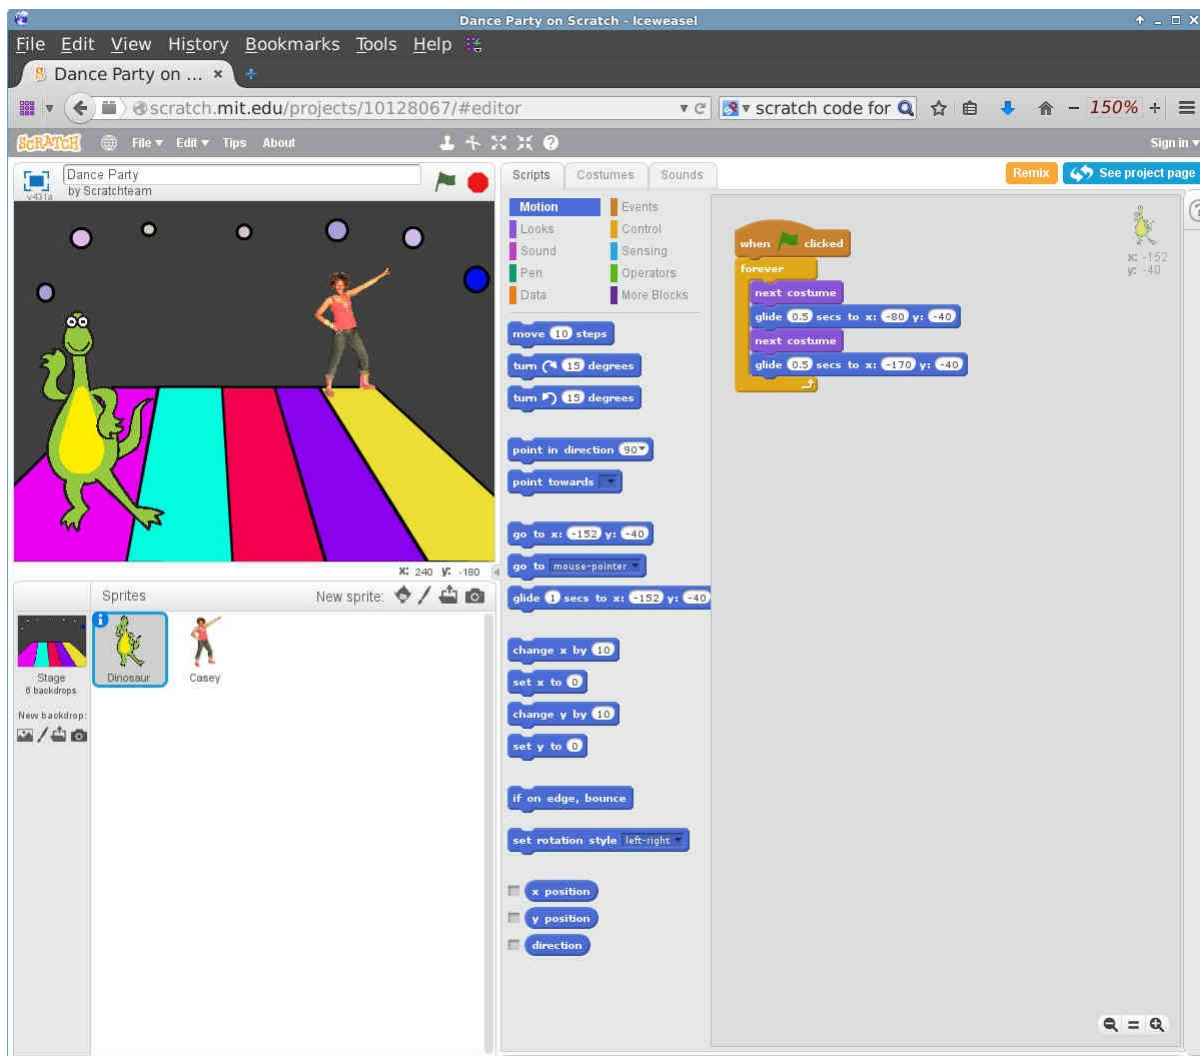 Dance Party on Scratch - Iceweasel
File Edit View History Bookmarks Tools Help
Dance Party on ... ×
scratch.mit.edu/projects/10128067/#editor
scratch code for
150%
SCRATCH File Edit Tips About
Sign in
v431a
Dance Party
by Scratchteam
X: 240 Y: -180
Sprites
New sprite:
Stage
6 backdrops
New backdrop:
Dinosaur
Casey
Scripts Costumes Sounds
Remix
See project page
Motion Events
Looks Control
Sound Sensing
Pen Operators
Data More Blocks
move 10 steps
turn 15 degrees
turn 15 degrees
point in direction 90
point towards
go to x: -152 y: -40
go to mouse-pointer
glide 1 secs to x: -152 y: -40
change x by 10
set x to 0
change y by 10
set y to 0
if on edge, bounce
set rotation style left-right
x position
y position
direction
when clicked
forever
next costume
glide 0.5 secs to x: -80 y: -40
next costume
glide 0.5 secs to x: -170 y: -40
x: -152
y: -40